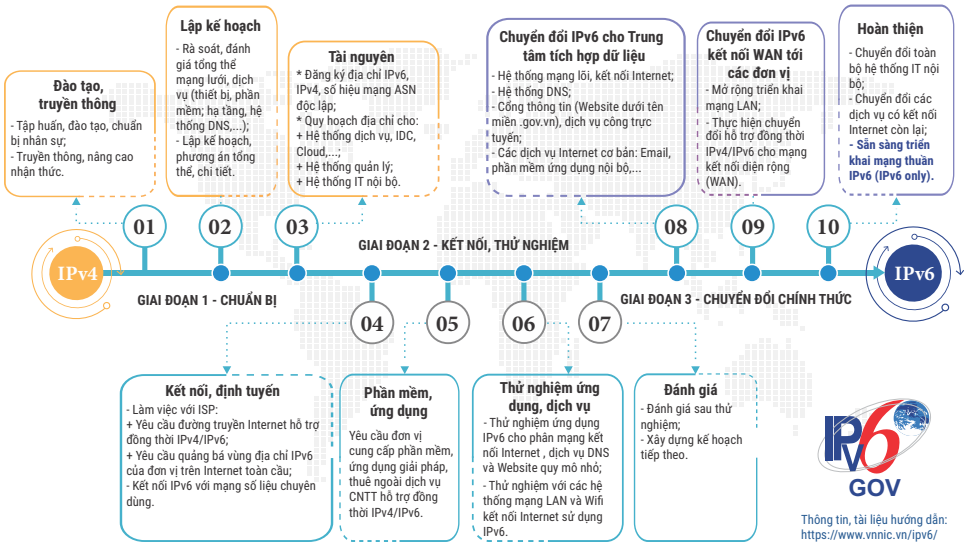 Đào tạo,
truyền thông
- Tập huấn, đào tạo, chuẩn
bị nhân sự;
- Truyền thông, nâng cao
nhận thức.
Lập kế hoạch
- Rà soát, đánh
giá tổng thể
mạng lưới, dịch
vụ (thiết bị, phần
mềm; hạ tầng, hệ
thống DNS,...);
- Lập kế hoạch,
phương án tổng
thể, chi tiết.
Tài nguyên
* Đăng ký địa chỉ IPv6,
IPv4, số hiệu mạng ASN
độc lập;
* Quy hoạch địa chỉ cho:
+ Hệ thống dịch vụ, IDC,
Cloud,...;
+ Hệ thống quản lý;
+ Hệ thống IT nội bộ.
Chuyển đổi IPv6 cho Trung
tâm tích hợp dữ liệu
- Hệ thống mạng lõi, kết nối Internet;
- Hệ thống DNS;
- Cổng thông tin (Website dưới tên
miền .gov.vn), dịch vụ công trực
tuyến;
- Các dịch vụ Internet cơ bản: Email,
phần mềm ứng dụng nội bộ,...
Chuyển đổi IPv6
kết nối WAN tới
các đơn vị
- Mở rộng triển khai
mạng LAN;
- Thực hiện chuyển
đổi hỗ trợ đồng thời
IPv4/IPv6 cho mạng
kết nối diện rộng
(WAN).
Hoàn thiện
- Chuyển đổi toàn
bộ hệ thống IT nội
bộ;
- Chuyển đổi các
dịch vụ có kết nối
Internet còn lại;
- Sẵn sàng triển
khai mạng thuần
IPv6 (IPv6 only).
01
02
03
08
09
10
GIAI ĐOẠN 2 - KẾT NỐI, THỬ NGHIỆM
IPv4
IPv6
GIAI ĐOẠN 1 - CHUẨN BỊ
GIAI ĐOẠN 3 - CHUYỂN ĐỔI CHÍNH THỨC
04
05
06
07
Kết nối, định tuyến
- Làm việc với ISP:
+ Yêu cầu đường truyền Internet hỗ trợ
đồng thời IPv4/IPv6;
+ Yêu cầu quảng bá vùng địa chỉ IPv6
của đơn vị trên Internet toàn cầu;
- Kết nối IPv6 với mạng số liệu chuyên
dùng.
Phần mềm,
ứng dụng
Yêu cầu đơn vị
cung cấp phần mềm,
ứng dụng giải pháp,
thuê ngoài dịch vụ
CNTT hỗ trợ đồng
thời IPv4/IPv6.
Thử nghiệm ứng
dụng, dịch vụ
- Thử nghiệm ứng dụng
IPv6 cho phân mạng kết
nối Internet , dịch vụ DNS
và Website quy mô nhỏ;
- Thử nghiệm với các hệ
thống mạng LAN và Wifi
kết nối Internet sử dụng
IPv6.
Đánh giá
- Đánh giá sau thử
nghiệm;
- Xây dựng kế hoạch
tiếp theo.
IPV6
GOV
Thông tin, tài liệu hướng dẫn:
https://www.vnnic.vn/ipv6/